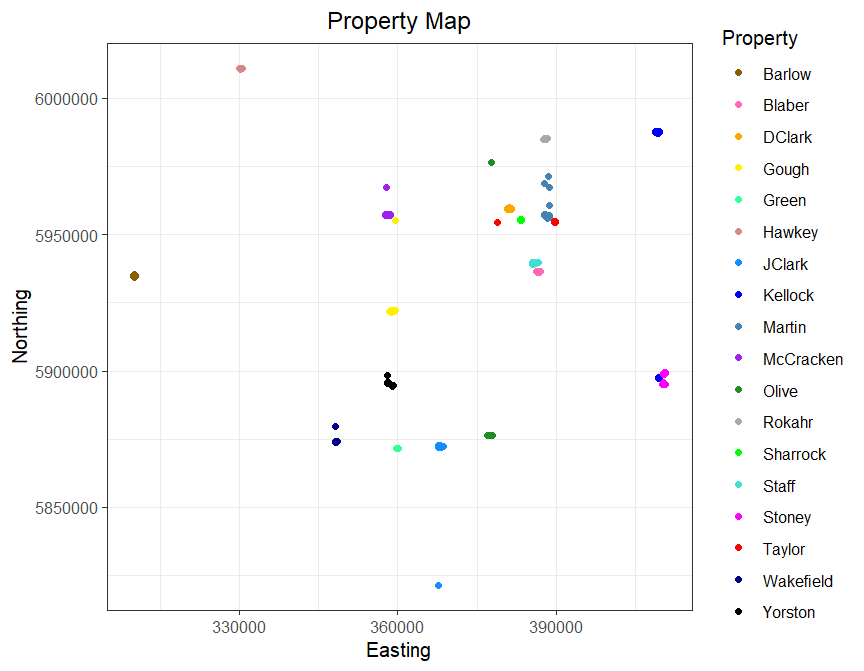 Property Map
Property
Barlow
Blaber
DClark
Gough
Green
Hawkey
JClark
Kellock
Martin
McCracken
Olive
Rokahr
Sharrock
Staff
Stoney
Taylor
Wakefield
Yorston
6000000
5950000
5900000
5850000
Northing
330000 360000 390000
Easting